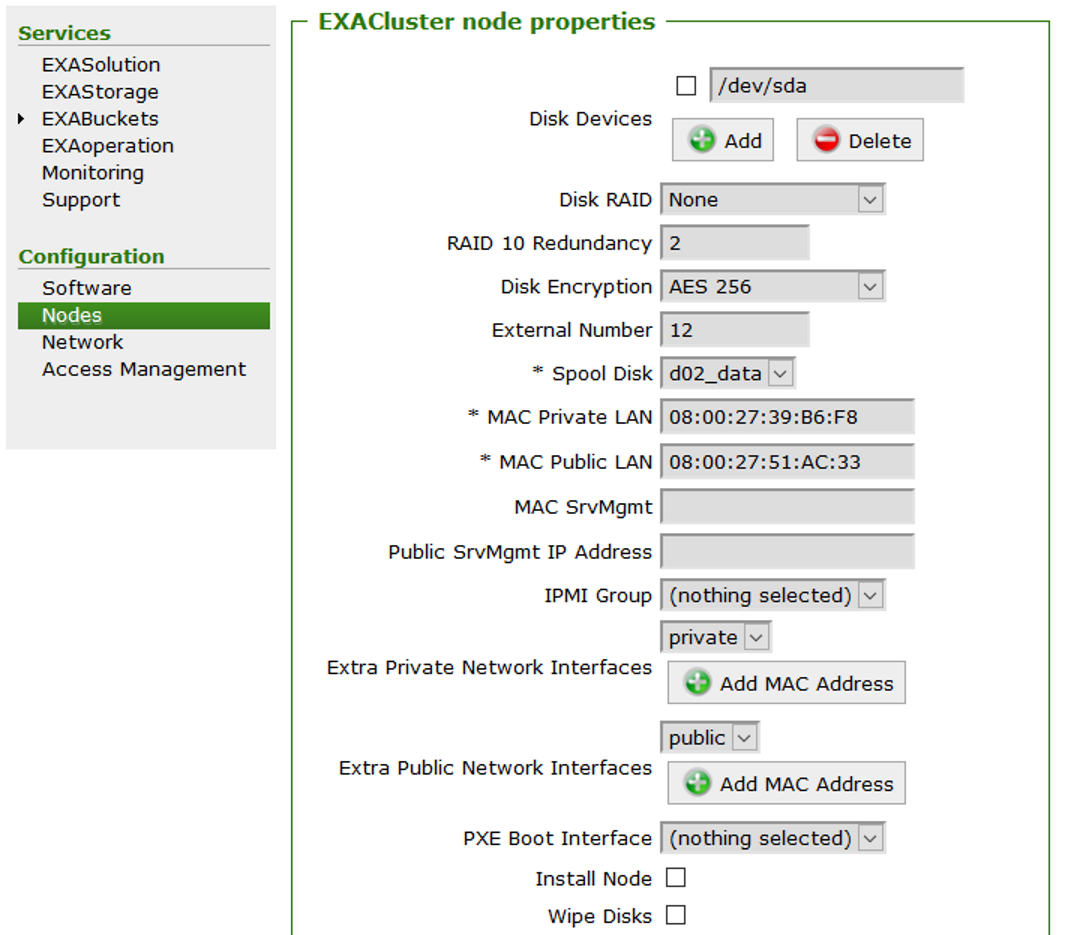 Services
EXASolution
EXAStorage
EXABuckets
EXAoperation
Monitoring
Support
Configuration
Software
Nodes
Network
Access Management
EXACluster node properties
Disk Devices
/dev/sda
Add Delete
Disk RAID None
RAID 10 Redundancy 2
Disk Encryption AES 256
External Number 12
* Spool Disk d02_data
* MAC Private LAN 08:00:27:39:B6:F8
* MAC Public LAN 08:00:27:51:AC:33
MAC SrvMgmt
Public SrvMgmt IP Address
IPMI Group (nothing selected)
Extra Private Network Interfaces
private
Add MAC Address
Extra Public Network Interfaces
public
Add MAC Address
PXE Boot Interface (nothing selected)
Install Node
Wipe Disks